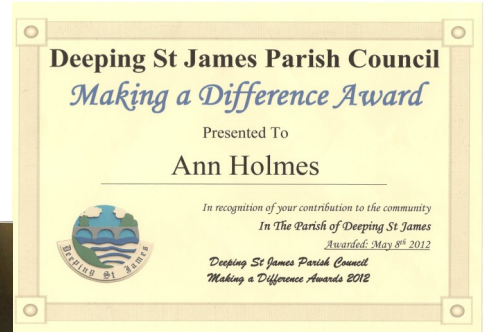 Deeping St James Parish Council
Making a Difference Award
Presented To
Ann Holmes
In recognition of your contribution to the community
In The Parish of Deeping St James
Awarded: May 8th 2012
Deeping St James
Deeping St James Parish Council
Making a Difference Awards 2012